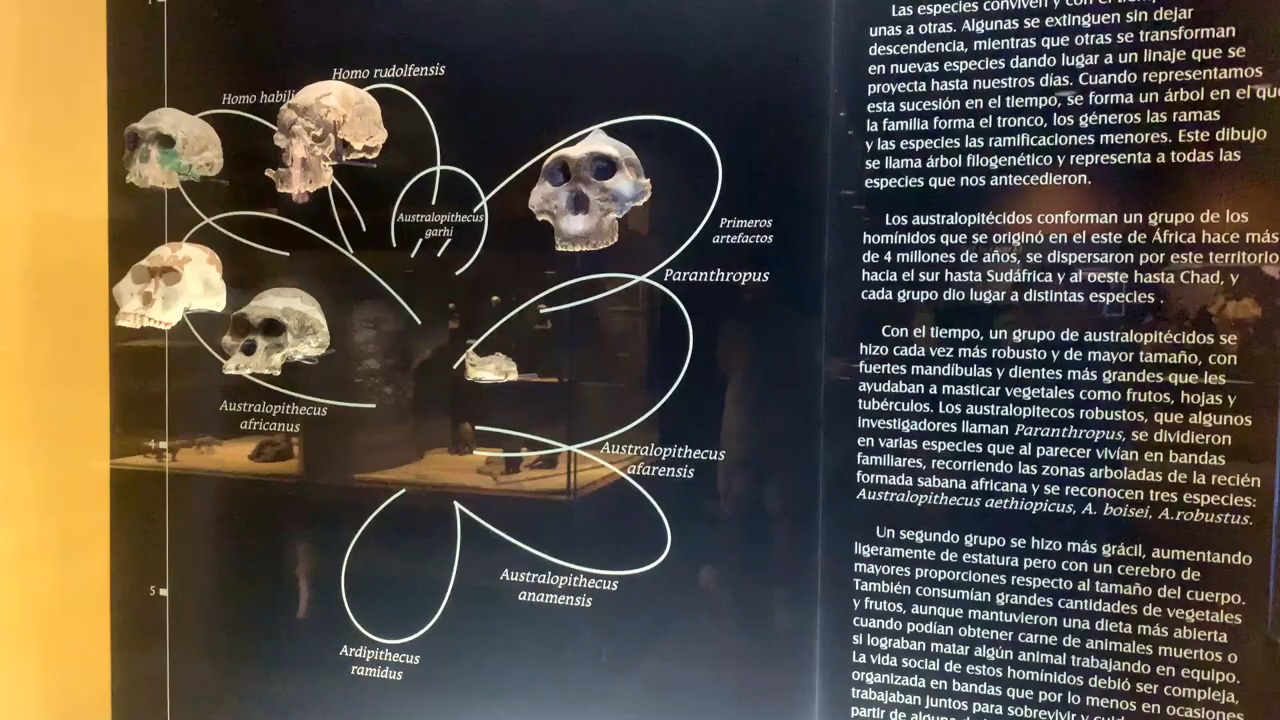 1
Homo rudolfensis
Homo habili
Australopithecus
garhi
Primeros
artefactos
Paranthropus
Australopithecus
africanus
4
Australopithecus
afarensis
Australopithecus
anamensis
5
Ardipithecus
ramidus
Las especies conviven y con el
unas a otras. Algunas se extinguen sin dejar
descendencia, mientras que otras se transforman
en nuevas especies dando lugar a un linaje que se
proyecta hasta nuestros días. Cuando representamos
esta sucesión en el tiempo, se forma un árbol en el que
la familia forma el tronco, los géneros las ramas
y las especies las ramificaciones menores. Este dibujo
se llama árbol filogenético y representa a todas las
especies que nos antecedieron.
Los australopitécidos conforman un grupo de los
homínidos que se originó en el este de África hace más
de 4 millones de años, se dispersaron por este territorio
hacia el sur hasta Sudáfrica y al oeste hasta Chad, y
cada grupo dio lugar a distintas especies .
Con el tiempo, un grupo de australopitécidos se
hizo cada vez más robusto y de mayor tamaño, con
fuertes mandíbulas y dientes más grandes que les
ayudaban a masticar vegetales como frutos, hojas y
tubérculos. Los australopitecos robustos, que algunos
investigadores llaman Paranthropus, se dividieron
en varias especies que al parecer vivían en bandas
familiares, recorriendo las zonas arboladas de la recién
formada sabana africana y se reconocen tres especies:
Australopithecus aethiopicus, A. boisei, A.robustus.
Un segundo grupo se hizo más grácil, aumentando
ligeramente de estatura pero con un cerebro de
mayores proporciones respecto al tamaño del cuerpo.
También consumían grandes cantidades de vegetales
y frutos, aunque mantuvieron una dieta más abierta
cuando podían obtener carne de animales muertos o
si lograban matar algún animal trabajando en equipo.
La vida social de estos homínidos debió ser compleja,
organizada en bandas que por lo menos en ocasiones
trabajaban juntos para sobrevivir y
partir de